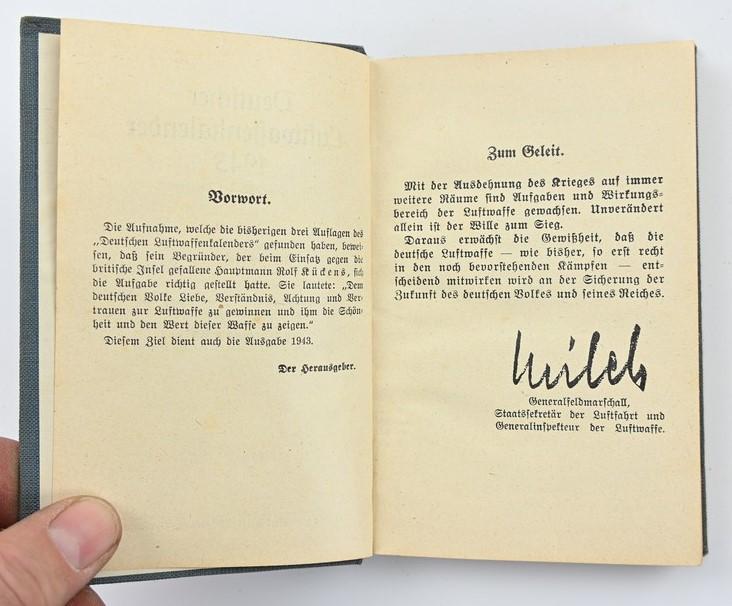 Vorwort.
Die Aufnahme, welche die bisherigen drei Auflagen des
„Deutschen Luftwaffenkalenders“ gefunden haben, bewei-
sen, daß sein Begründer, der beim Einsatz gegen die
britische Insel gefallene Hauptmann Rolf Kückens, sich
die Aufgabe richtig gestellt hatte. Sie lautete: „Dem
deutschen Volke Liebe, Verständnis, Achtung und Ver-
trauen zur Luftwaffe zu gewinnen und ihm die Schön-
heit und den Wert dieser Waffe zu zeigen.“
Diesem Ziel dient auch die Ausgabe 1943.
Der Herausgeber.
Zum Geleit.
Mit der Ausdehnung des Krieges auf immer
weitere Räume sind Aufgaben und Wirkungs-
bereich der Luftwaffe gewachsen. Unverändert
allein ist der Wille zum Sieg.
Daraus erwächst die Gewißheit, daß die
deutsche Luftwaffe — wie bisher, so erst recht
in den noch bevorstehenden Kämpfen — ent-
scheidend mitwirken wird an der Sicherung der
Zukunft des deutschen Volkes und seines Reiches.
Milch
Generalfeldmarschall,
Staatssekretär der Luftfahrt und
Generalinspekteur der Luftwaffe.